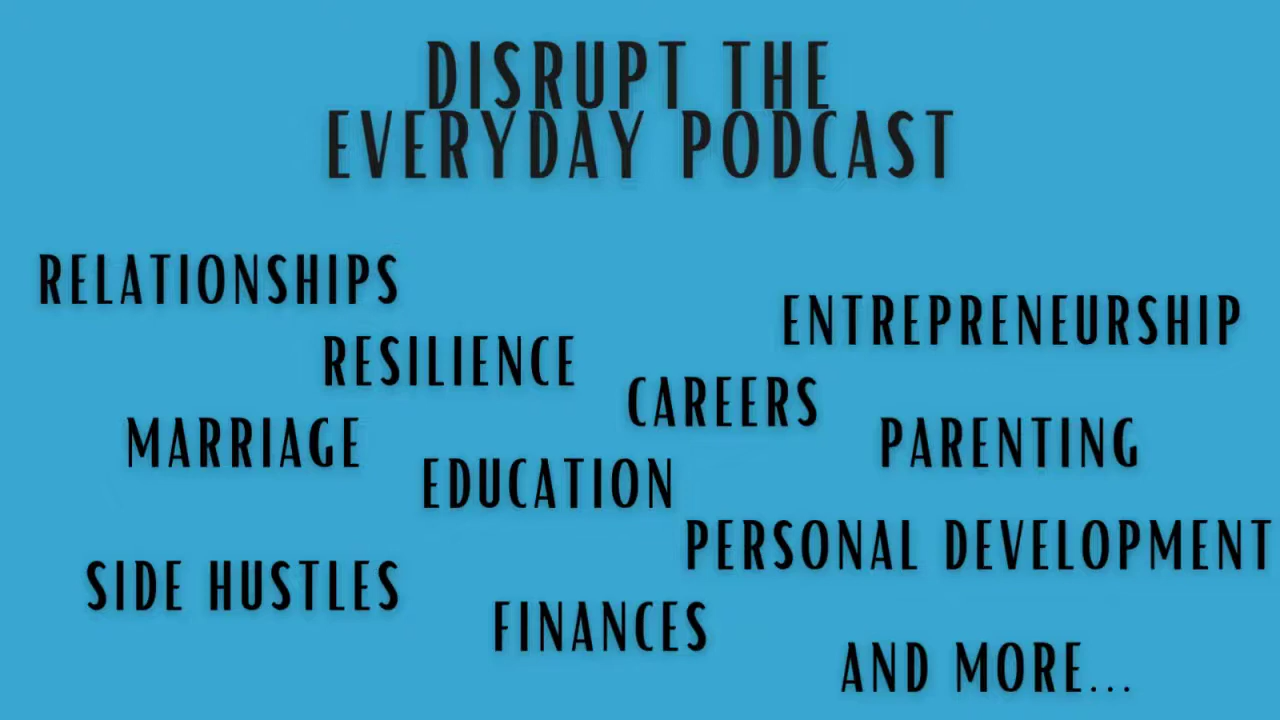 DISRUPT THE
EVERYDAY PODCAST
RELATIONSHIPS
ENTREPRENEURSHIP
RESILIENCE
CAREERS
MARRIAGE
PARENTING
EDUCATION
PERSONAL DEVELOPMENT
SIDE HUSTLES
FINANCES
AND MORE...